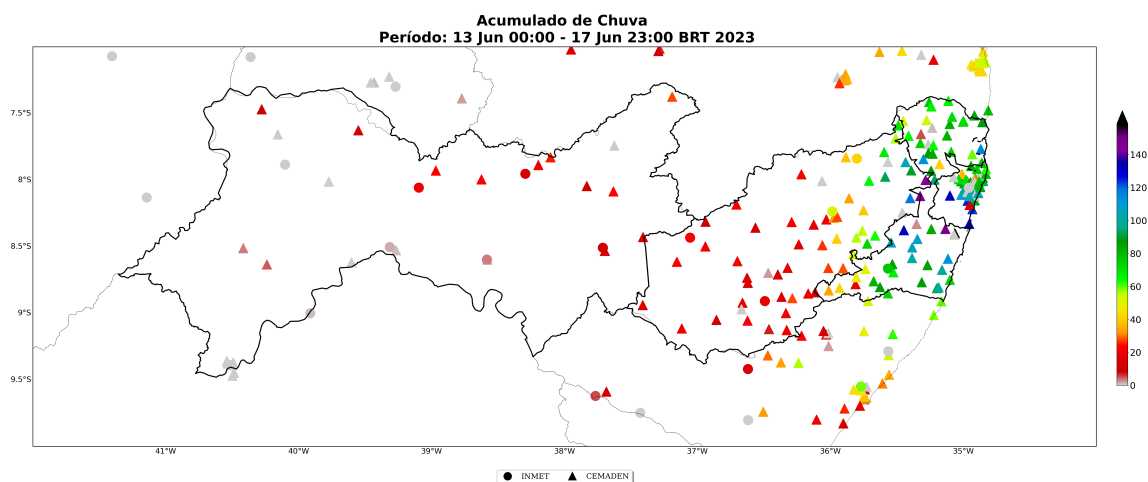 Acumulado de Chuva
Período: 13 Jun 00:00 - 17 Jun 23:00 BRT 2023
7.5°S
8°S
8.5°S
9°S
9.5°S
41°W
40°W
39°W
38°W
37°W
36°W
35°W
140
120
100
80
60
40
20
0
INMET
CEMADEN